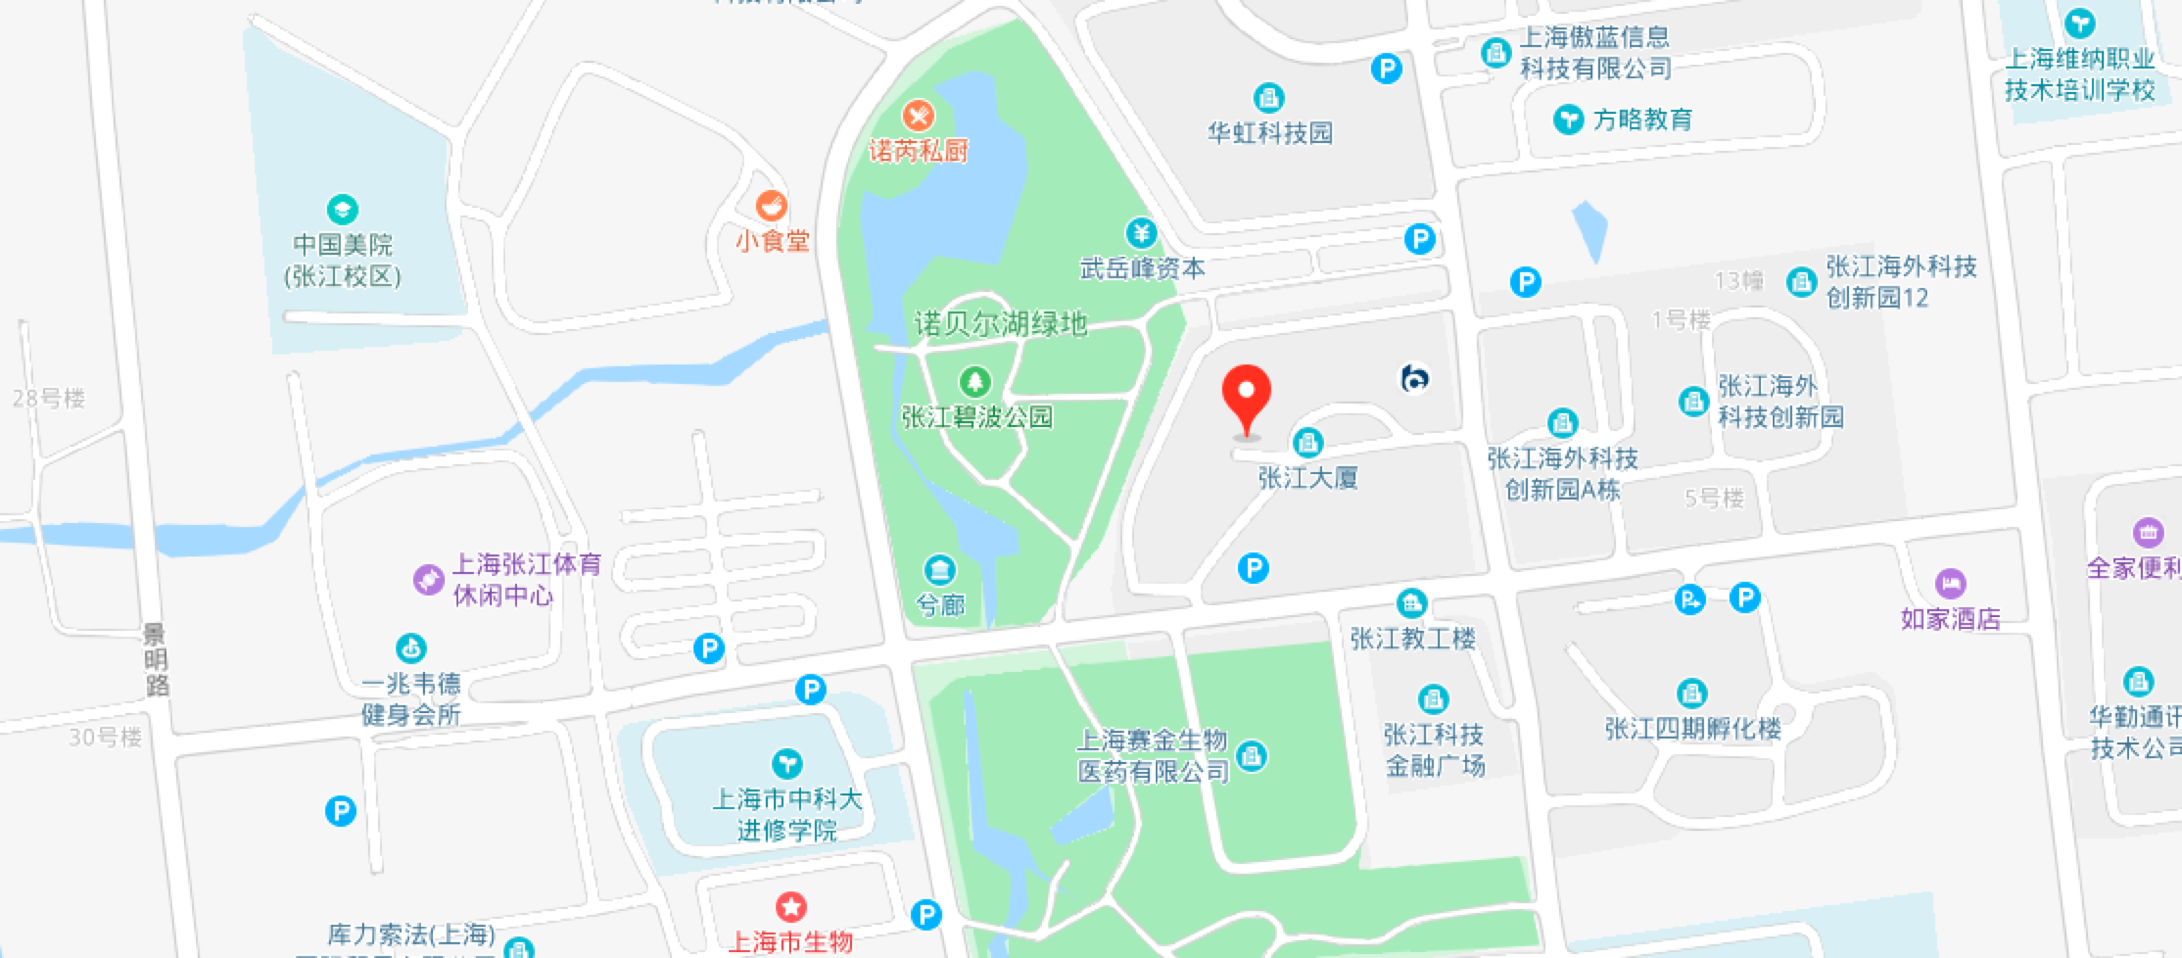 上海傲蓝信息
科技有限公司
上海维纳职业
技术培训学校
华虹科技园
方略教育
诺芮私厨
中国美院
(张江校区)
小食堂
武岳峰资本
13幢
张江海外科技
创新园12
诺贝尔湖绿地
1号楼
28号楼
张江碧波公园
张江海外
科技创新园
张江大厦
张江海外科技
创新园A栋
5号楼
上海张江体育
休闲中心
兮廊
全家便利
如家酒店
景明路
张江教工楼
一兆韦德
健身会所
30号楼
上海赛金生物
医药有限公司
张江科技
金融广场
张江四期孵化楼
华勤通讯
技术公司
上海市中科大
进修学院
库力索法(上海)
上海市生物
P
P
P
P
P
P
P
P
P
P
P